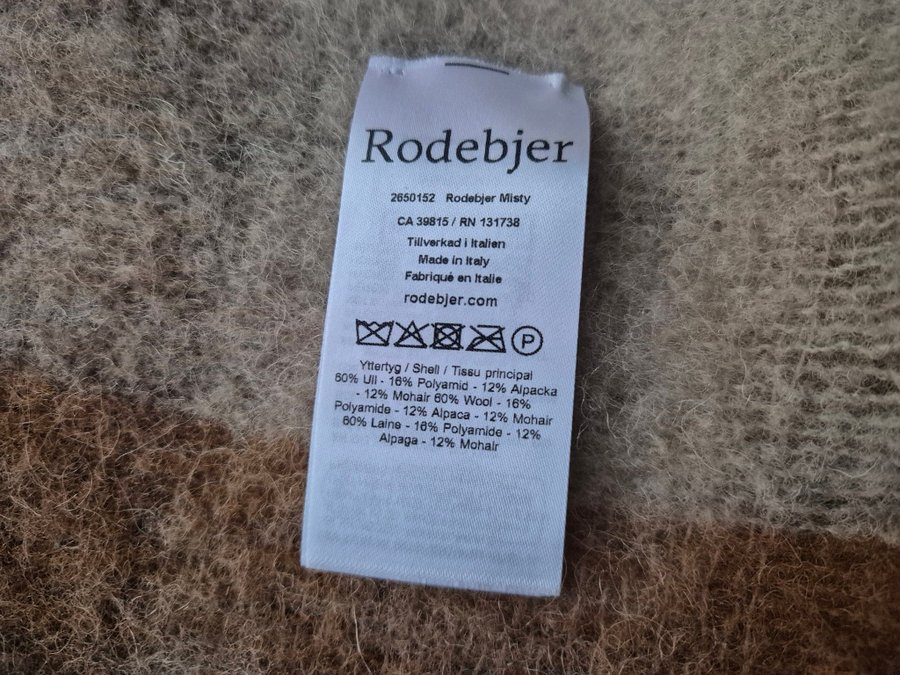 Rodebjer
2650152 Rodebjer Misty
CA 39815 / RN 131738
Tillverkad i Italien
Made in Italy
Fabriqué en Italie
rodebjer.com
P
Yttertyg / Shell / Tissu principal
60% Ull - 16% Polyamid - 12% Alpacka
- 12% Mohair 60% Wool - 16%
Polyamide - 12% Alpaca - 12% Mohair
60% Laine - 16% Polyamide - 12%
Alpaga - 12% Mohair